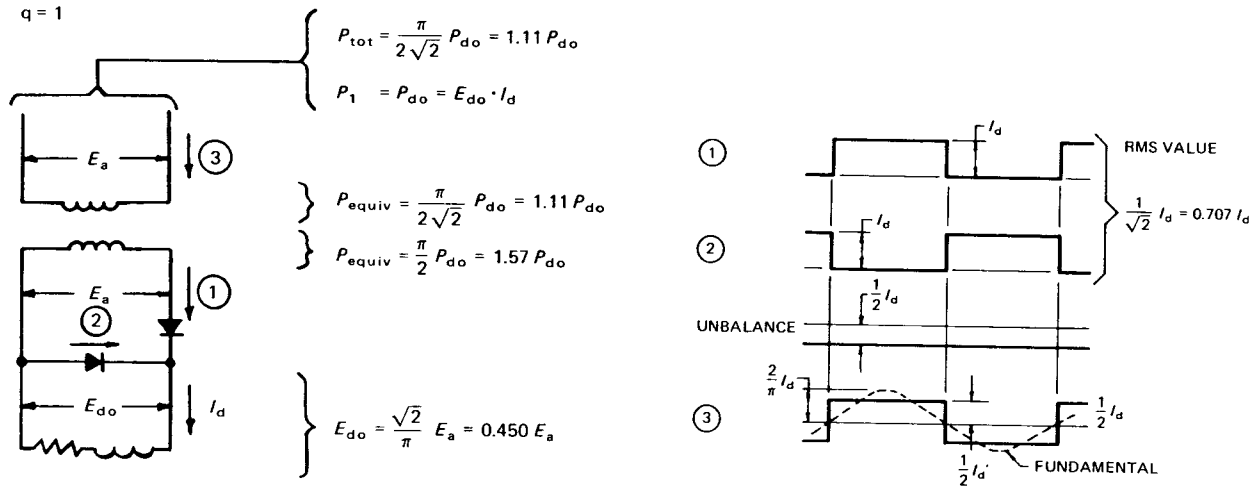 q = 1
P_tot = π / 2√2 P_do = 1.11 P_do
P_1 = P_do = E_do · I_d
E_a
③
P_equiv = π / 2√2 P_do = 1.11 P_do
P_equiv = π / 2 P_do = 1.57 P_do
E_a
①
②
E_do
I_d
E_do = √2 / π E_a = 0.450 E_a
①
I_d
RMS VALUE
1 / √2 I_d = 0.707 I_d
②
I_d
1/2 I_d
UNBALANCE
2/π I_d
③
1/2 I_d
1/2 I_d
FUNDAMENTAL